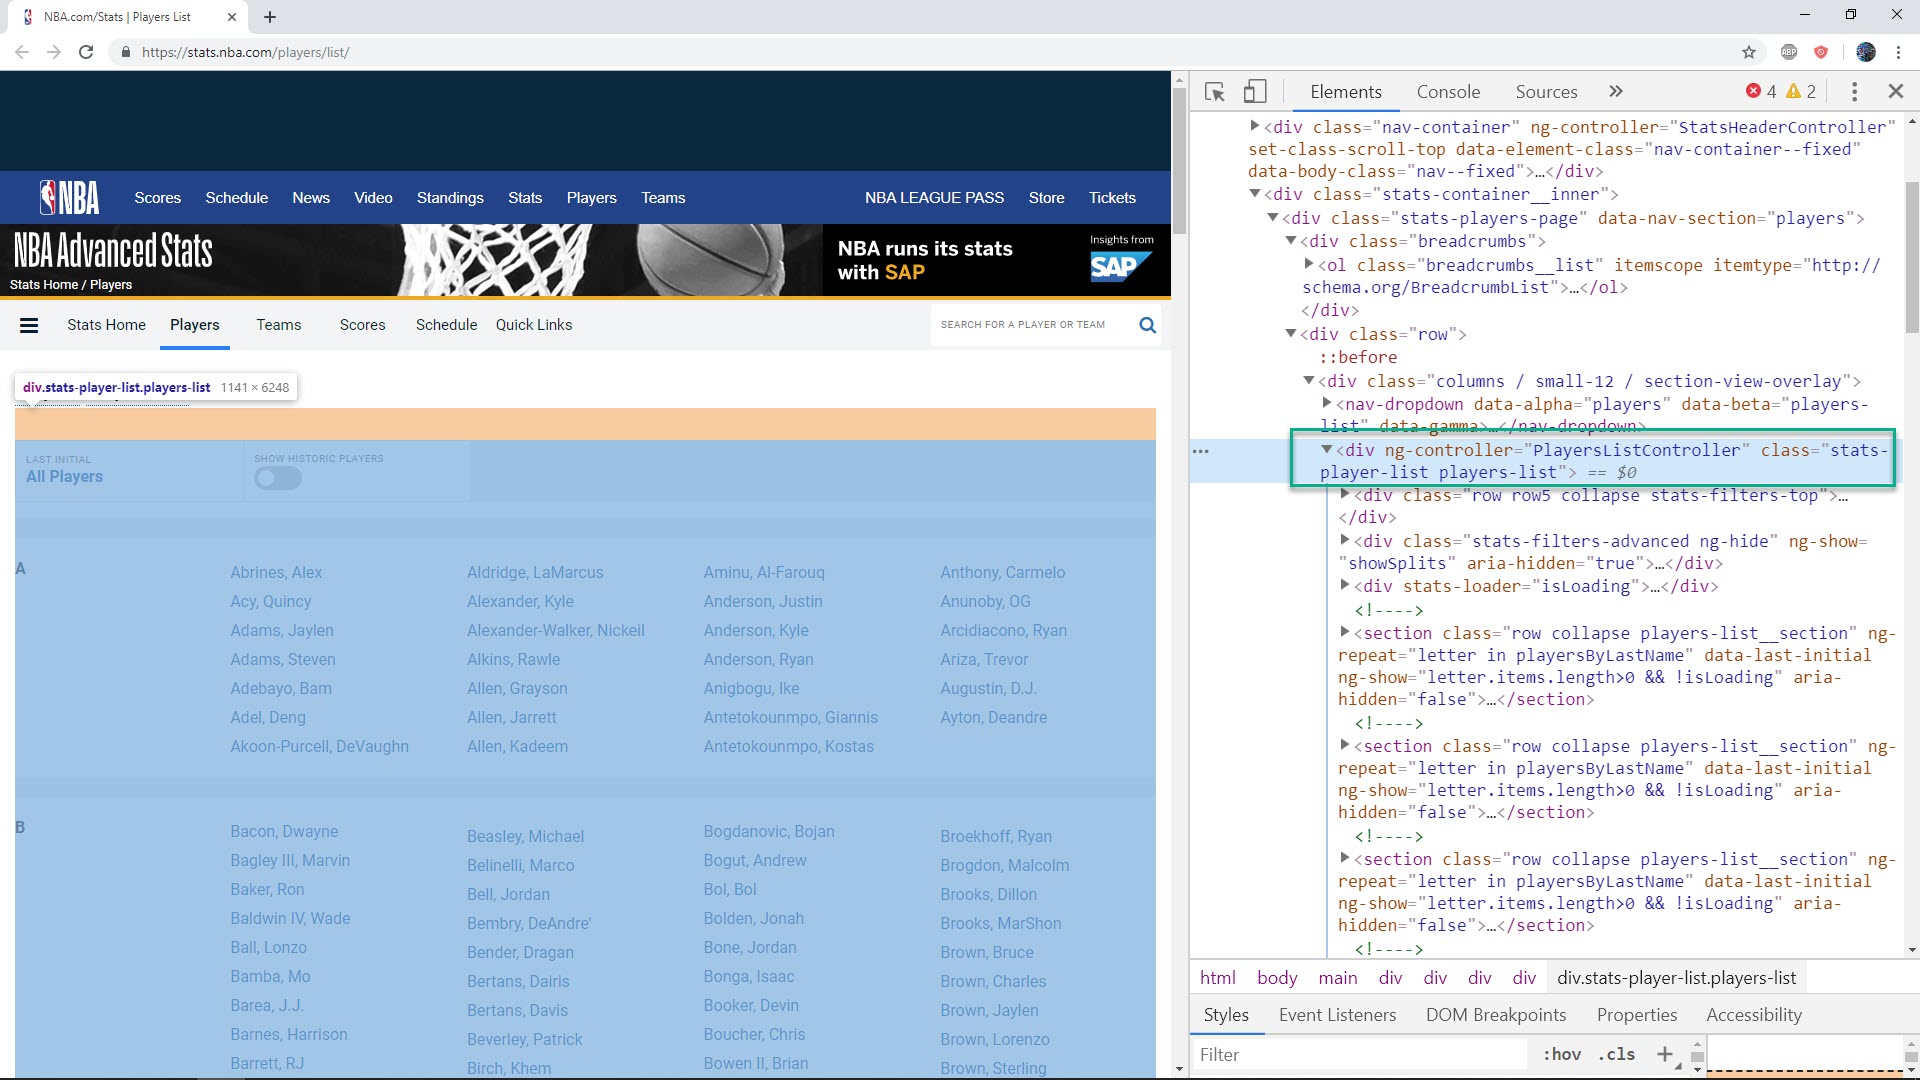 NBA.com/Stats | Players List
https://stats.nba.com/players/list/
ABP
NBA
Scores Schedule News Video Standings Stats Players Teams NBA LEAGUE PASS Store Tickets
NBA Advanced Stats
Stats Home / Players
NBA runs its stats
with SAP
Insights from
SAP
Stats Home Players Teams Scores Schedule Quick Links
SEARCH FOR A PLAYER OR TEAM
div.stats-player-list.players-list 1141 × 6248
LAST INITIAL
All Players
SHOW HISTORIC PLAYERS
A
Abrines, Alex Aldridge, LaMarcus Aminu, Al-Farouq Anthony, Carmelo
Acy, Quincy Alexander, Kyle Anderson, Justin Anunoby, OG
Adams, Jaylen Alexander-Walker, Nickeil Anderson, Kyle Arcidiacono, Ryan
Adams, Steven Alkins, Rawle Anderson, Ryan Ariza, Trevor
Adebayo, Bam Allen, Grayson Anigbogu, Ike Augustin, D.J.
Adel, Deng Allen, Jarrett Antetokounmpo, Giannis Ayton, Deandre
Akoon-Purcell, DeVaughn Allen, Kadeem Antetokounmpo, Kostas
B
Bacon, Dwayne Beasley, Michael Bogdanovic, Bojan Broekhoff, Ryan
Bagley III, Marvin Belinelli, Marco Bogut, Andrew Brogdon, Malcolm
Baker, Ron Bell, Jordan Bol, Bol Brooks, Dillon
Baldwin IV, Wade Bembry, DeAndre' Bolden, Jonah Brooks, MarShon
Ball, Lonzo Bender, Dragan Bone, Jordan Brown, Bruce
Bamba, Mo Bertans, Dairis Bonga, Isaac Brown, Charles
Barea, J.J. Bertans, Davis Booker, Devin Brown, Jaylen
Barnes, Harrison Beverley, Patrick Boucher, Chris Brown, Lorenzo
Barrett, RJ Birch, Khem Bowen II, Brian Brown, Sterling
Elements Console Sources » 4 2
<div class="nav-container" ng-controller="StatsHeaderController"
set-class-scroll-top data-element-class="nav-container--fixed"
data-body-class="nav--fixed">…</div>
<div class="stats-container__inner">
<div class="stats-players-page" data-nav-section="players">
<div class="breadcrumbs">
<ol class="breadcrumbs__list" itemscope itemtype="http://
schema.org/BreadcrumbList">…</ol>
</div>
<div class="row">
::before
<div class="columns / small-12 / section-view-overlay">
<nav-dropdown data-alpha="players" data-beta="players-
list" data-gamma>…</nav-dropdown>
<div ng-controller="PlayersListController" class="stats-
player-list players-list"> == $0
<div class="row row5 collapse stats-filters-top">…
</div>
<div class="stats-filters-advanced ng-hide" ng-show=
"showSplits" aria-hidden="true">…</div>
<div stats-loader="isLoading">…</div>
<!---->
<section class="row collapse players-list__section" ng-
repeat="letter in playersByLastName" data-last-initial
ng-show="letter.items.length>0 && !isLoading" aria-
hidden="false">…</section>
<!---->
<section class="row collapse players-list__section" ng-
repeat="letter in playersByLastName" data-last-initial
ng-show="letter.items.length>0 && !isLoading" aria-
hidden="false">…</section>
<!---->
<section class="row collapse players-list__section" ng-
repeat="letter in playersByLastName" data-last-initial
ng-show="letter.items.length>0 && !isLoading" aria-
hidden="false">…</section>
<!---->
html body main div div div div div.stats-player-list.players-list
Styles Event Listeners DOM Breakpoints Properties Accessibility
Filter :hov .cls +